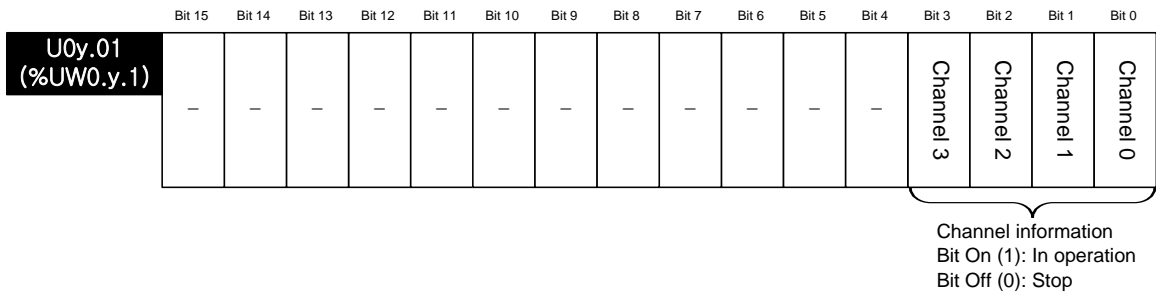 Bit 15 Bit 14 Bit 13 Bit 12 Bit 11 Bit 10 Bit 9 Bit 8 Bit 7 Bit 6 Bit 5 Bit 4 Bit 3 Bit 2 Bit 1 Bit 0
U0y.01
(%UW0.y.1)
– – – – – – – – – – – – Channel 3 Channel 2 Channel 1 Channel 0
Channel information
Bit On (1): In operation
Bit Off (0): Stop